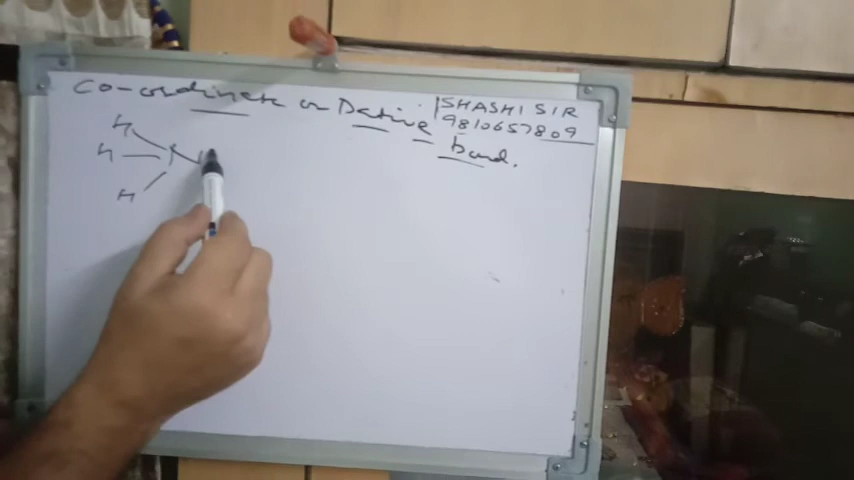 Co-ordinate or Dative bond.
SHASHI SIR
9810657809
H
H N
H